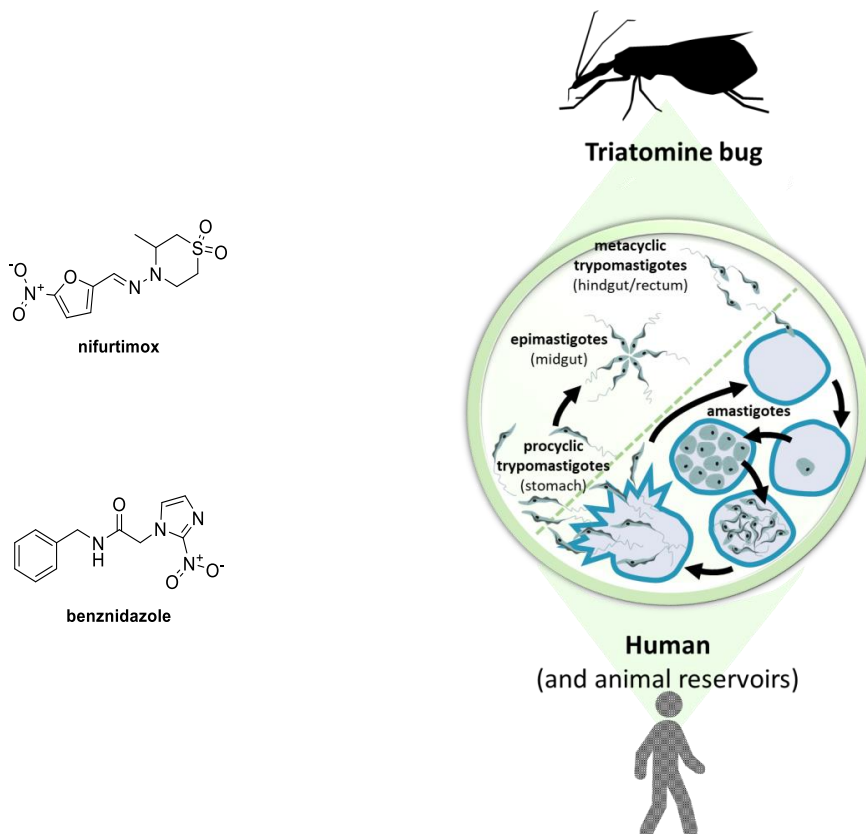 Triatomine bug
metacyclic
trypomastigotes
(hindgut/rectum)
epimastigotes
(midgut)
amastigotes
procyclic
trypomastigotes
(stomach)
Human
(and animal reservoirs)
O
O
S
N
N
O
N+
-O
O
nifurtimox
O
N
H
N
N
N+
O
O-
benznidazole